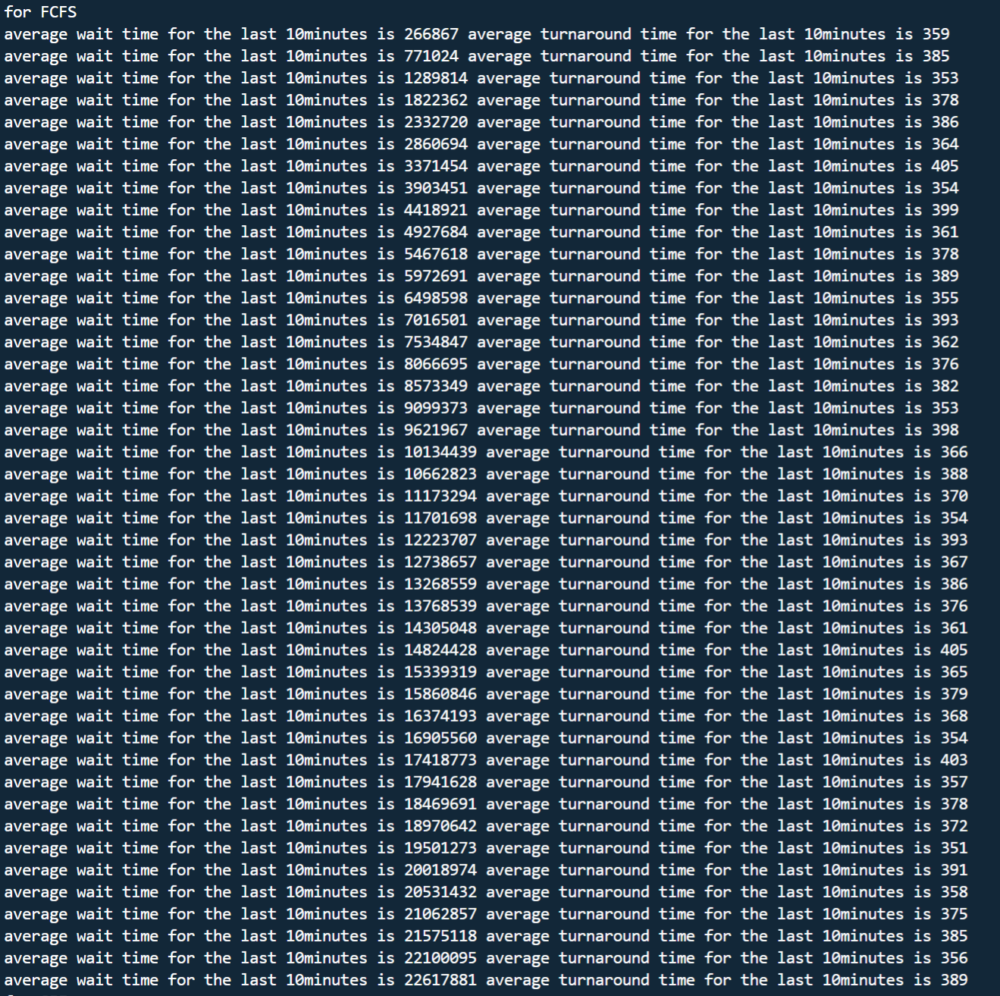 for FCFS
average wait time for the last 10minutes is 266867 average turnaround time for the last 10minutes is 359
average wait time for the last 10minutes is 771024 average turnaround time for the last 10minutes is 385
average wait time for the last 10minutes is 1289814 average turnaround time for the last 10minutes is 353
average wait time for the last 10minutes is 1822362 average turnaround time for the last 10minutes is 378
average wait time for the last 10minutes is 2332720 average turnaround time for the last 10minutes is 386
average wait time for the last 10minutes is 2860694 average turnaround time for the last 10minutes is 364
average wait time for the last 10minutes is 3371454 average turnaround time for the last 10minutes is 405
average wait time for the last 10minutes is 3903451 average turnaround time for the last 10minutes is 354
average wait time for the last 10minutes is 4418921 average turnaround time for the last 10minutes is 399
average wait time for the last 10minutes is 4927684 average turnaround time for the last 10minutes is 361
average wait time for the last 10minutes is 5467618 average turnaround time for the last 10minutes is 378
average wait time for the last 10minutes is 5972691 average turnaround time for the last 10minutes is 389
average wait time for the last 10minutes is 6498598 average turnaround time for the last 10minutes is 355
average wait time for the last 10minutes is 7016501 average turnaround time for the last 10minutes is 393
average wait time for the last 10minutes is 7534847 average turnaround time for the last 10minutes is 362
average wait time for the last 10minutes is 8066695 average turnaround time for the last 10minutes is 376
average wait time for the last 10minutes is 8573349 average turnaround time for the last 10minutes is 382
average wait time for the last 10minutes is 9099373 average turnaround time for the last 10minutes is 353
average wait time for the last 10minutes is 9621967 average turnaround time for the last 10minutes is 398
average wait time for the last 10minutes is 10134439 average turnaround time for the last 10minutes is 366
average wait time for the last 10minutes is 10662823 average turnaround time for the last 10minutes is 388
average wait time for the last 10minutes is 11173294 average turnaround time for the last 10minutes is 370
average wait time for the last 10minutes is 11701698 average turnaround time for the last 10minutes is 354
average wait time for the last 10minutes is 12223707 average turnaround time for the last 10minutes is 393
average wait time for the last 10minutes is 12738657 average turnaround time for the last 10minutes is 367
average wait time for the last 10minutes is 13268559 average turnaround time for the last 10minutes is 386
average wait time for the last 10minutes is 13768539 average turnaround time for the last 10minutes is 376
average wait time for the last 10minutes is 14305048 average turnaround time for the last 10minutes is 361
average wait time for the last 10minutes is 14824428 average turnaround time for the last 10minutes is 405
average wait time for the last 10minutes is 15339319 average turnaround time for the last 10minutes is 365
average wait time for the last 10minutes is 15860846 average turnaround time for the last 10minutes is 379
average wait time for the last 10minutes is 16374193 average turnaround time for the last 10minutes is 368
average wait time for the last 10minutes is 16905560 average turnaround time for the last 10minutes is 354
average wait time for the last 10minutes is 17418773 average turnaround time for the last 10minutes is 403
average wait time for the last 10minutes is 17941628 average turnaround time for the last 10minutes is 357
average wait time for the last 10minutes is 18469691 average turnaround time for the last 10minutes is 378
average wait time for the last 10minutes is 18970642 average turnaround time for the last 10minutes is 372
average wait time for the last 10minutes is 19501273 average turnaround time for the last 10minutes is 351
average wait time for the last 10minutes is 20018974 average turnaround time for the last 10minutes is 391
average wait time for the last 10minutes is 20531432 average turnaround time for the last 10minutes is 358
average wait time for the last 10minutes is 21062857 average turnaround time for the last 10minutes is 375
average wait time for the last 10minutes is 21575118 average turnaround time for the last 10minutes is 385
average wait time for the last 10minutes is 22100095 average turnaround time for the last 10minutes is 356
average wait time for the last 10minutes is 22617881 average turnaround time for the last 10minutes is 389